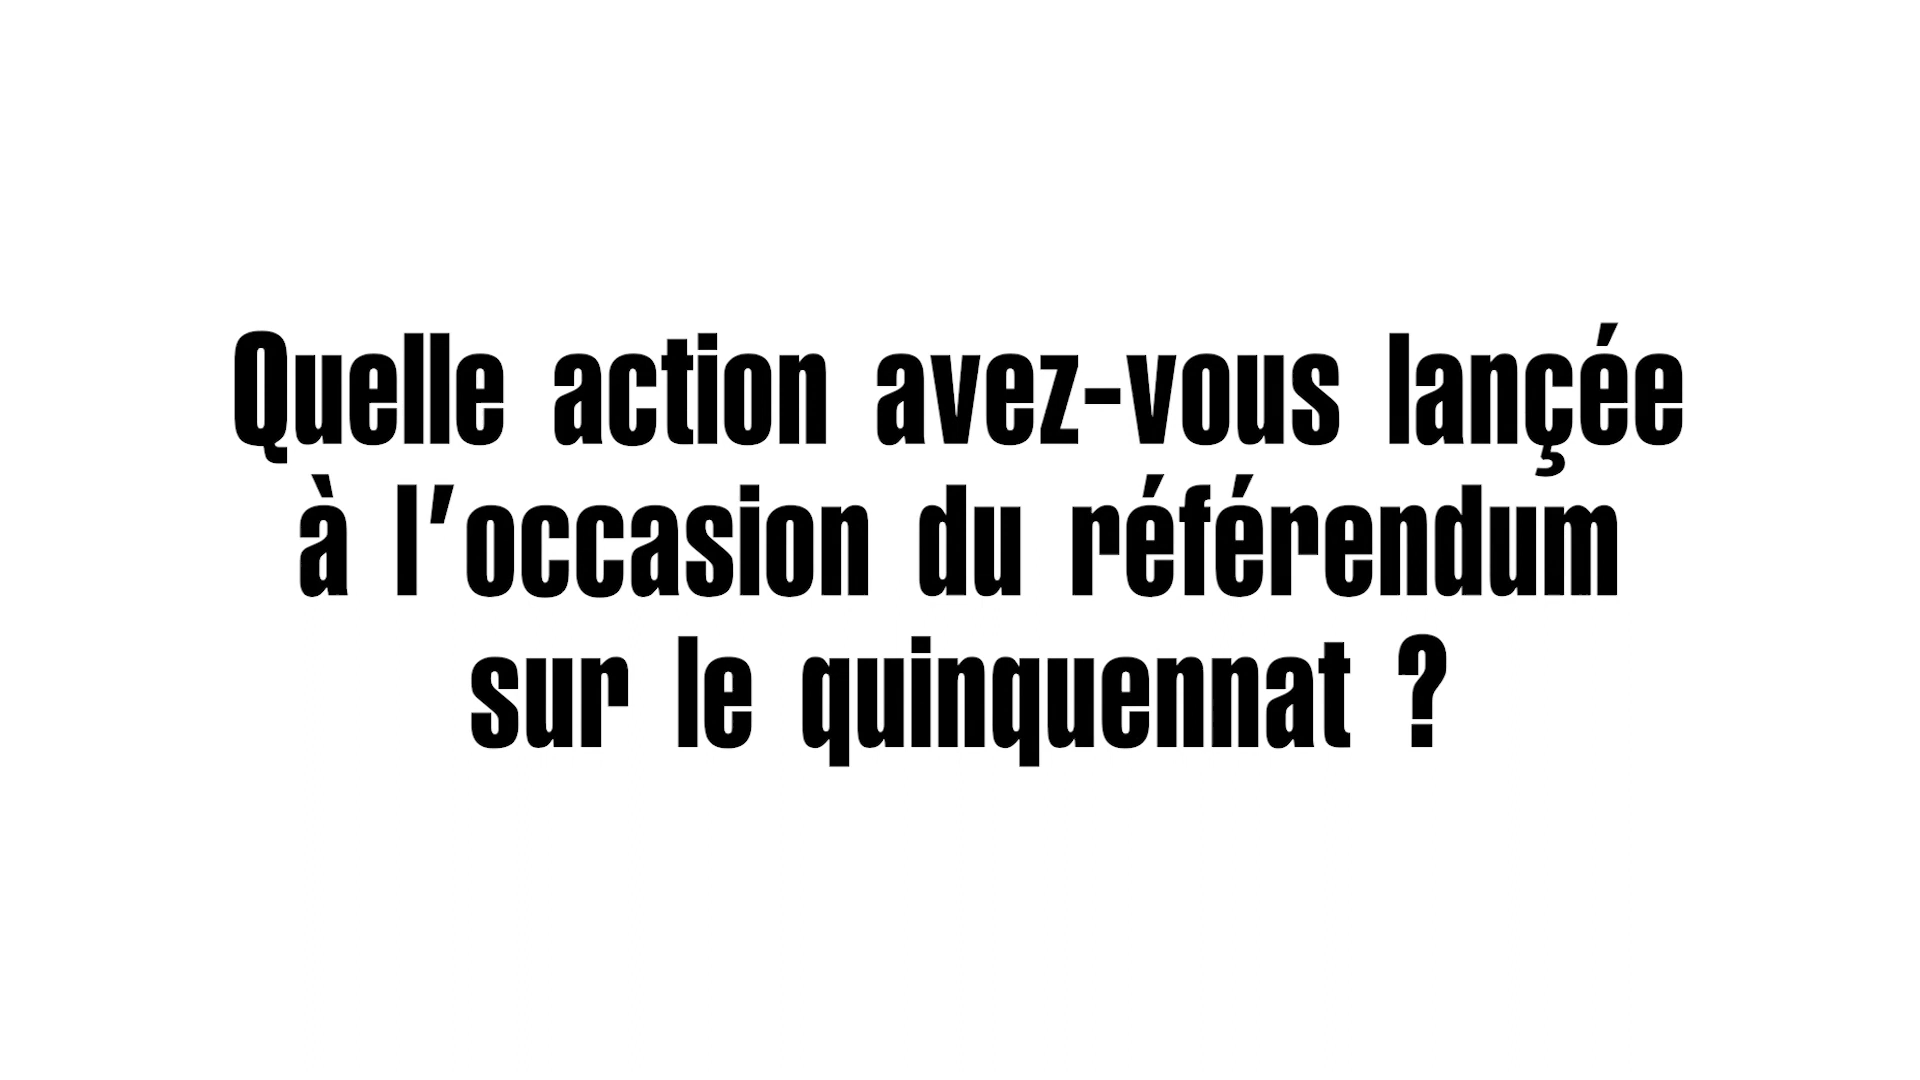 Quelle action avez-vous lançée
à l'occasion du référendum
sur le quinquennat ?